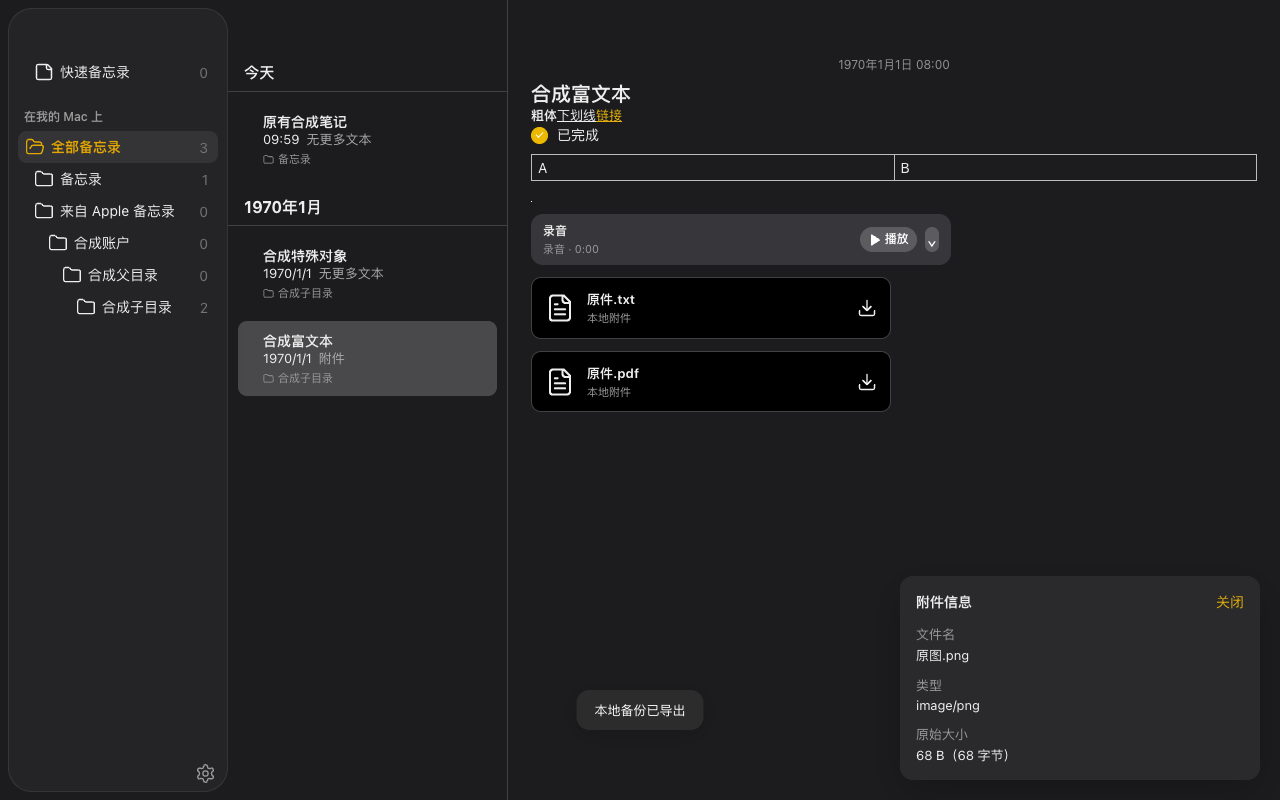 快速备忘录 0
在我的 Mac 上
全部备忘录 3
备忘录 1
来自 Apple 备忘录 0
合成账户 0
合成父目录 0
合成子目录 2
今天
原有合成笔记
09:59 无更多文本
备忘录
1970年1月
合成特殊对象
1970/1/1 无更多文本
合成子目录
合成富文本
1970/1/1 附件
合成子目录
1970年1月1日 08:00
合成富文本
粗体下划线链接
已完成
A B
录音
录音 · 0:00
播放
原件.txt
本地附件
原件.pdf
本地附件
本地备份已导出
附件信息 关闭
文件名
原图.png
类型
image/png
原始大小
68 B（68 字节）